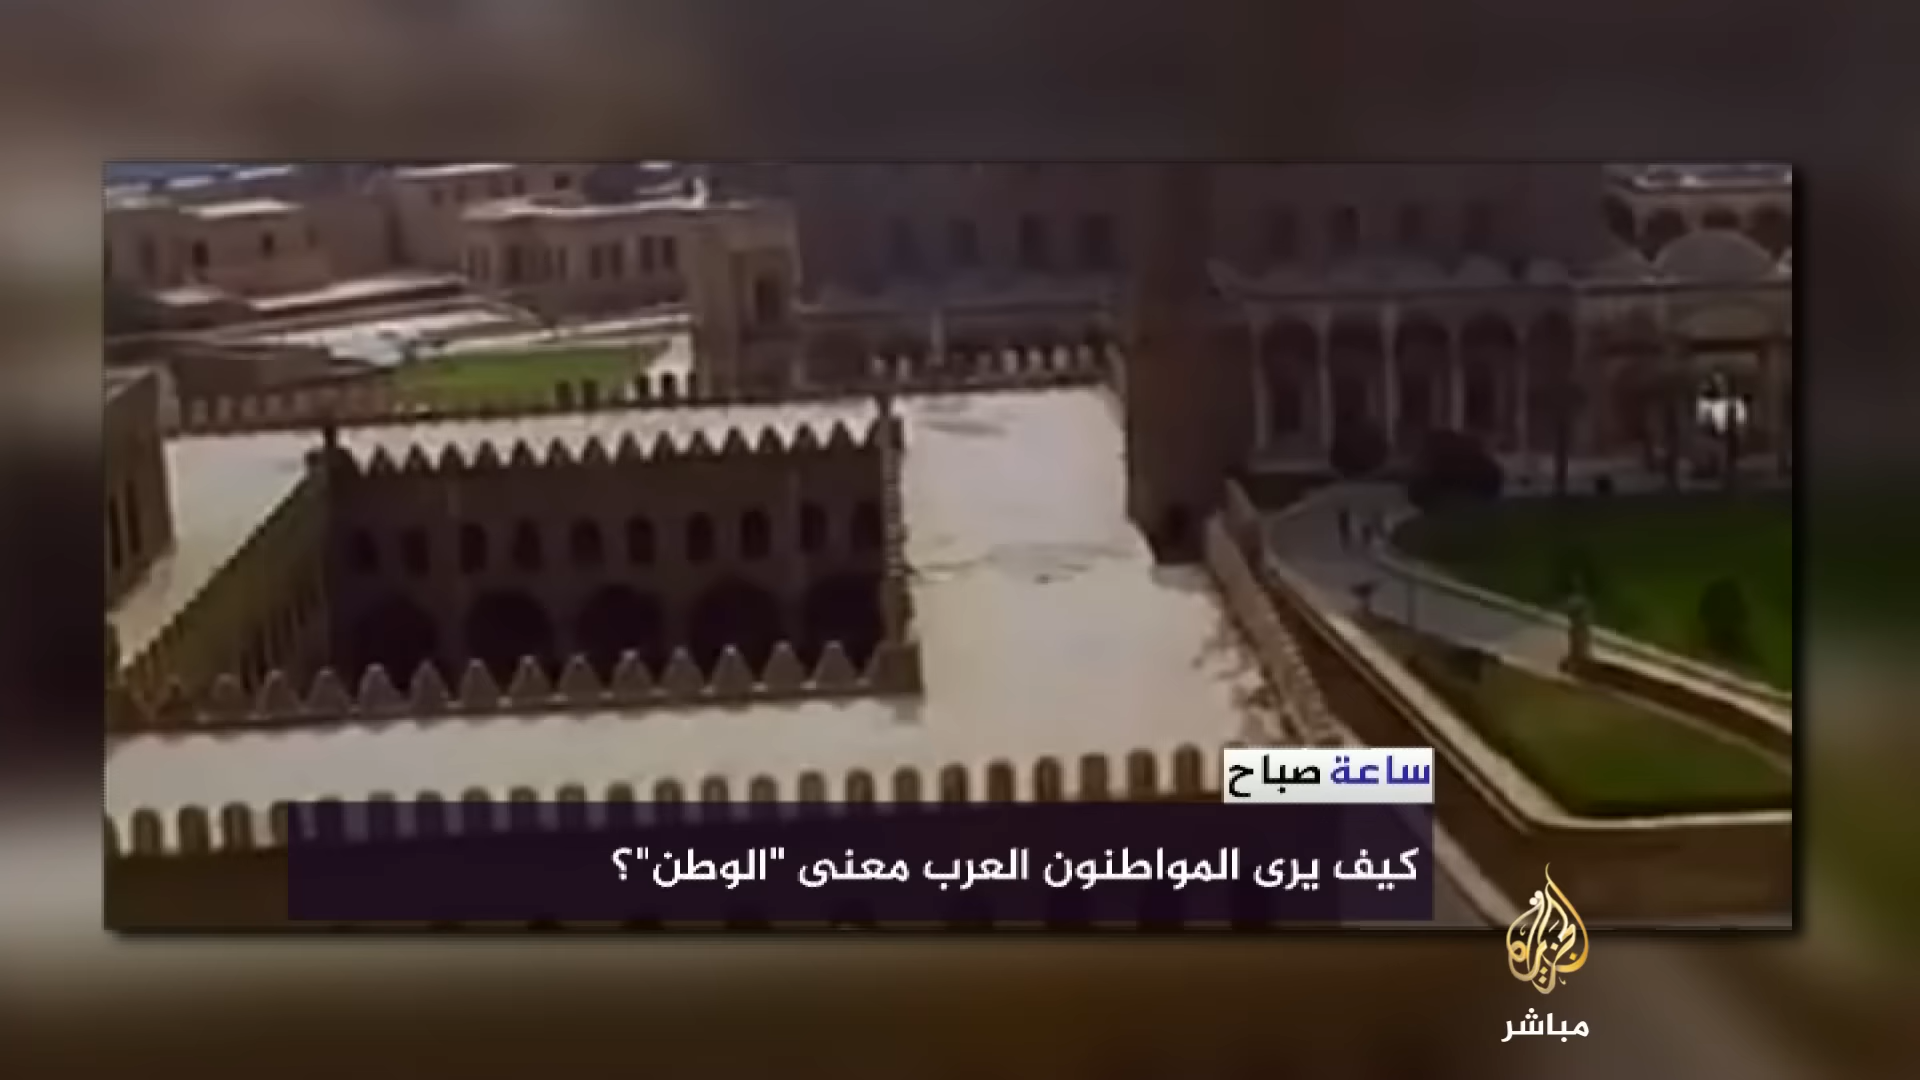 ساعة صباح
كيف يرى المواطنون العرب معنى "الوطن"؟
الجزيرة
مباشر